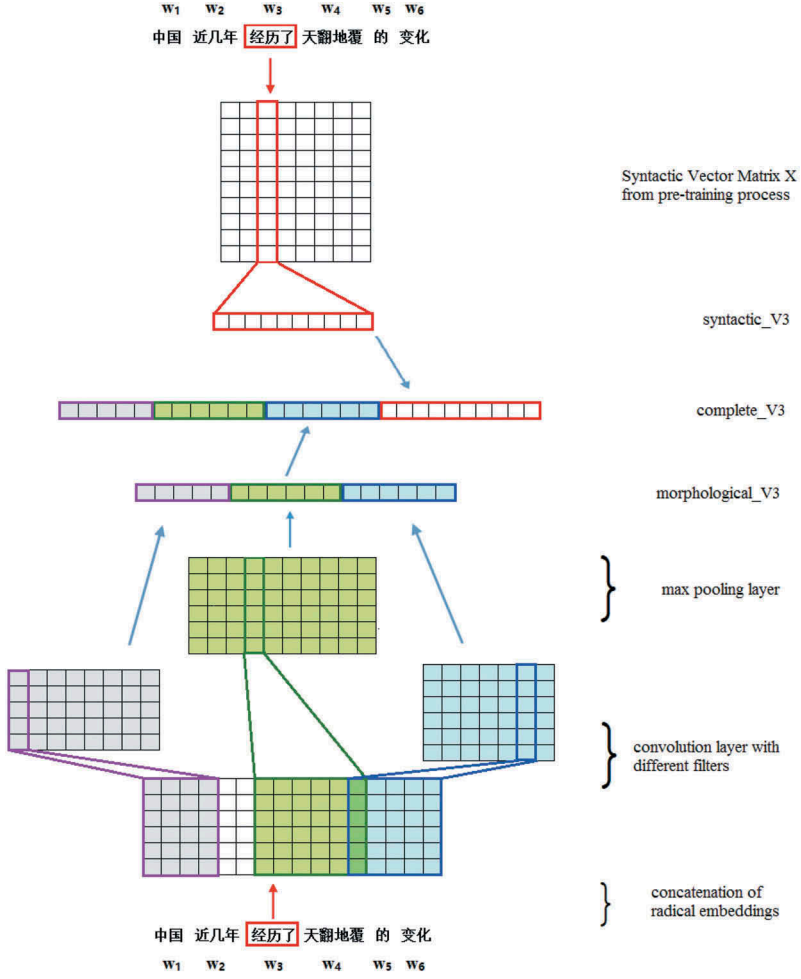 w1 w2 w3 w4 w5 w6
中国 近几年 经历了 天翻地覆 的 变化
Syntactic Vector Matrix X
from pre-training process
syntactic_V3
complete_V3
morphological_V3
max pooling layer
convolution layer with
different filters
concatenation of
radical embeddings
中国 近几年 经历了 天翻地覆 的 变化
w1 w2 w3 w4 w5 w6